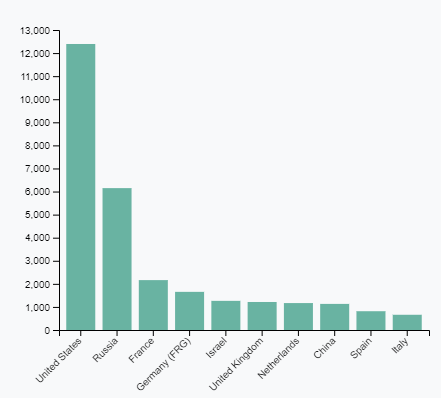 13,000
12,000
11,000
10,000
9,000
8,000
7,000
6,000
5,000
4,000
3,000
2,000
1,000
0
United States
Russia
France
Germany (FRG)
Israel
United Kingdom
Netherlands
China
Spain
Italy